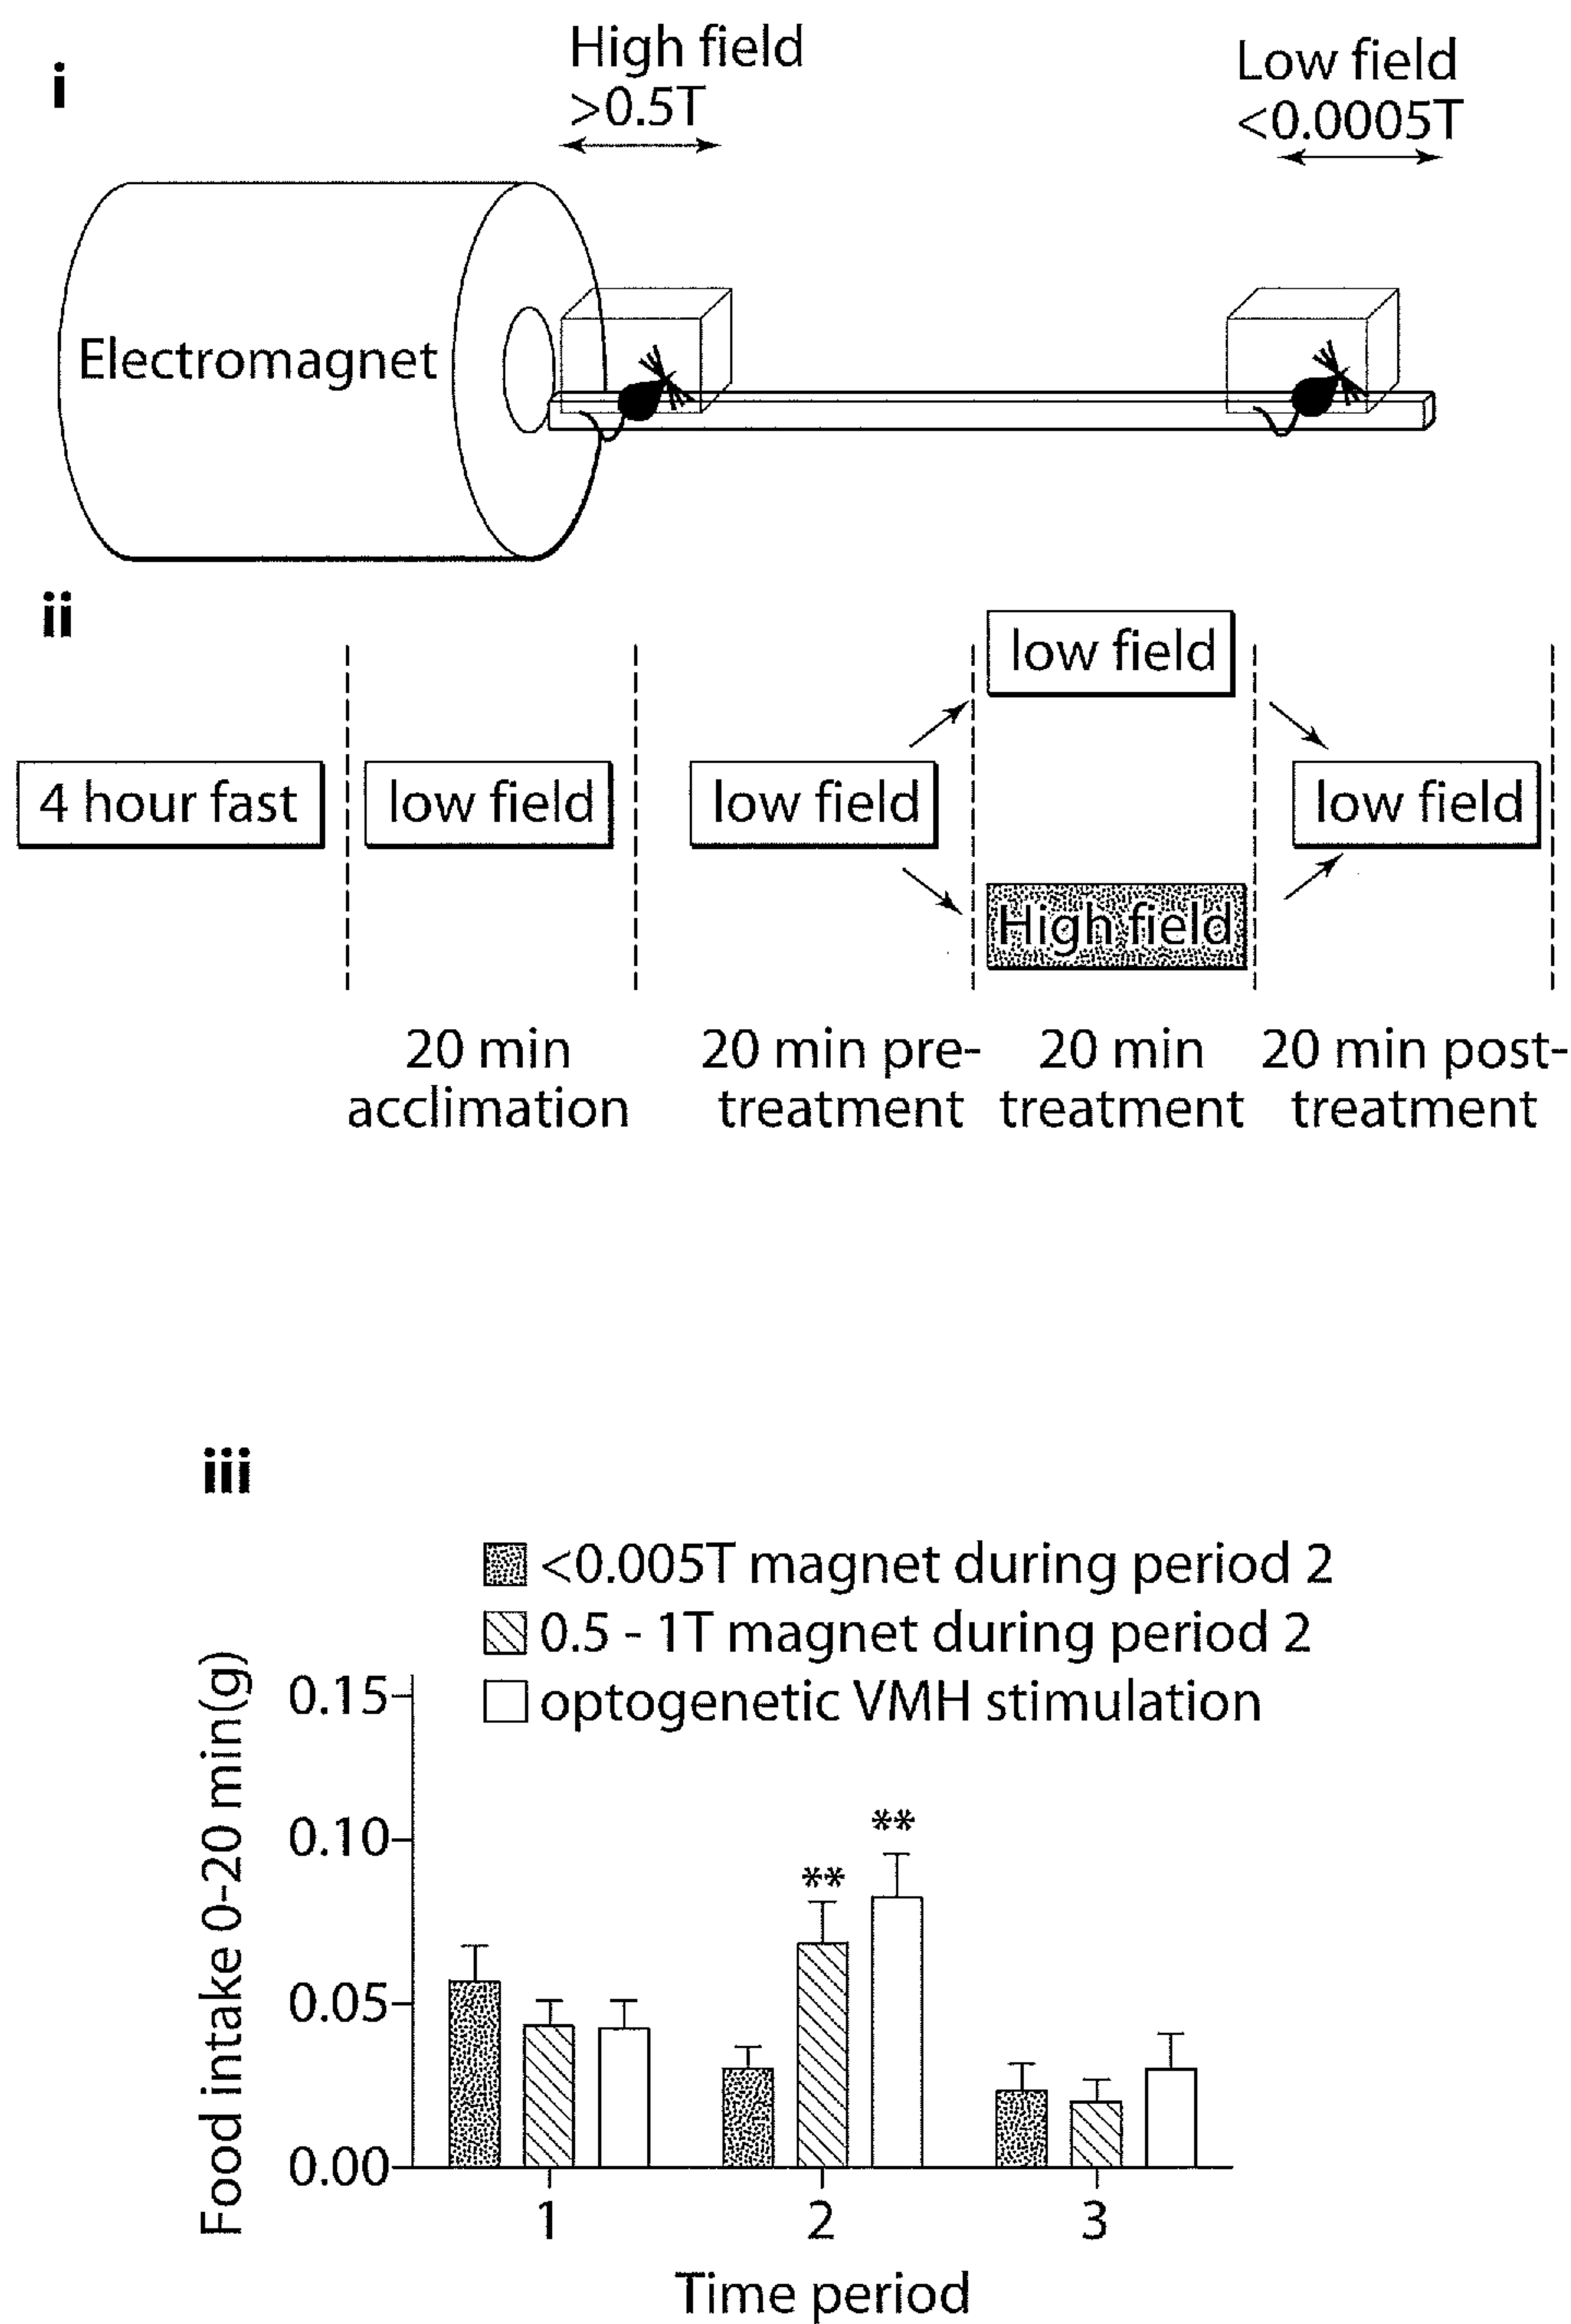 i
High field
>0.5T
Low field
<0.0005T
Electromagnet
ii
low field
4 hour fast
low field
low field
low field
High field
20 min
acclimation
20 min pre-
treatment
20 min
treatment
20 min post-
treatment
iii
<0.005T magnet during period 2
0.5 - 1T magnet during period 2
optogenetic VMH stimulation
Food intake 0-20 min(g)
0.15
0.10
0.05
0.00
**
**
1
2
3
Time period